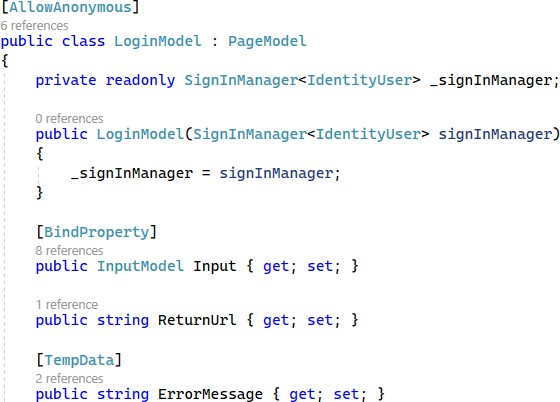 [AllowAnonymous]
6 references
public class LoginModel : PageModel
{
private readonly SignInManager<IdentityUser> _signInManager;
0 references
public LoginModel(SignInManager<IdentityUser> signInManager)
{
_signInManager = signInManager;
}
[BindProperty]
8 references
public InputModel Input { get; set; }
1 reference
public string ReturnUrl { get; set; }
[TempData]
2 references
public string ErrorMessage { get; set; }